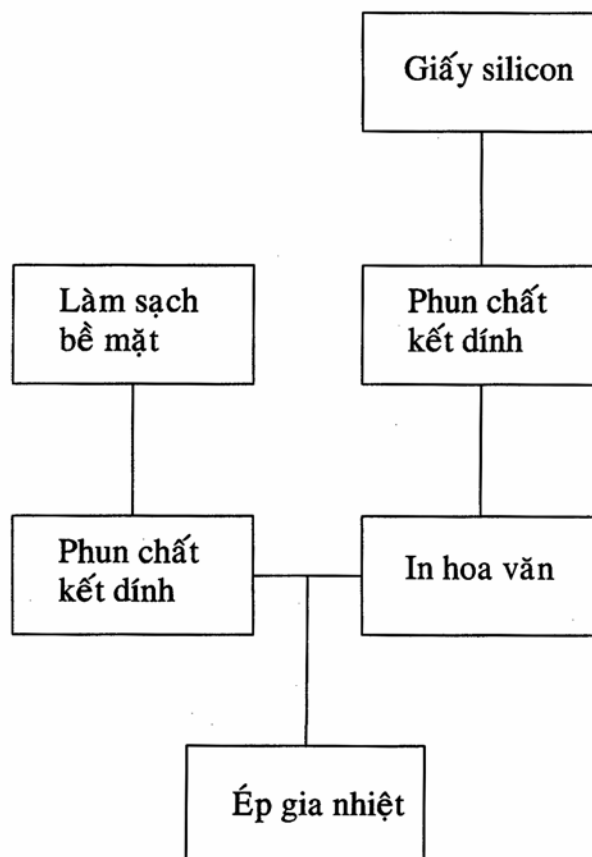 Giấy silicon
Làm sạch
bề mặt
Phun chất
kết dính
Phun chất
kết dính
In hoa văn
Ép gia nhiệt